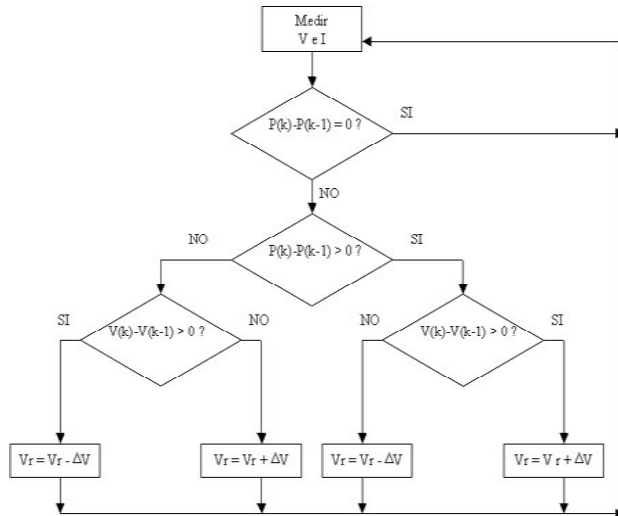 Medir
V e I
P(k)-P(k-1) = 0 ?
SI
NO
NO
P(k)-P(k-1) > 0 ?
SI
SI
V(k)-V(k-1) > 0 ?
NO
NO
V(k)-V(k-1) > 0 ?
SI
Vr = Vr - ΔV
Vr = Vr + ΔV
Vr = Vr - ΔV
Vr = V r + ΔV